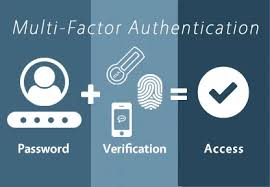 Multi-Factor Authentication
Password
Verification
Access